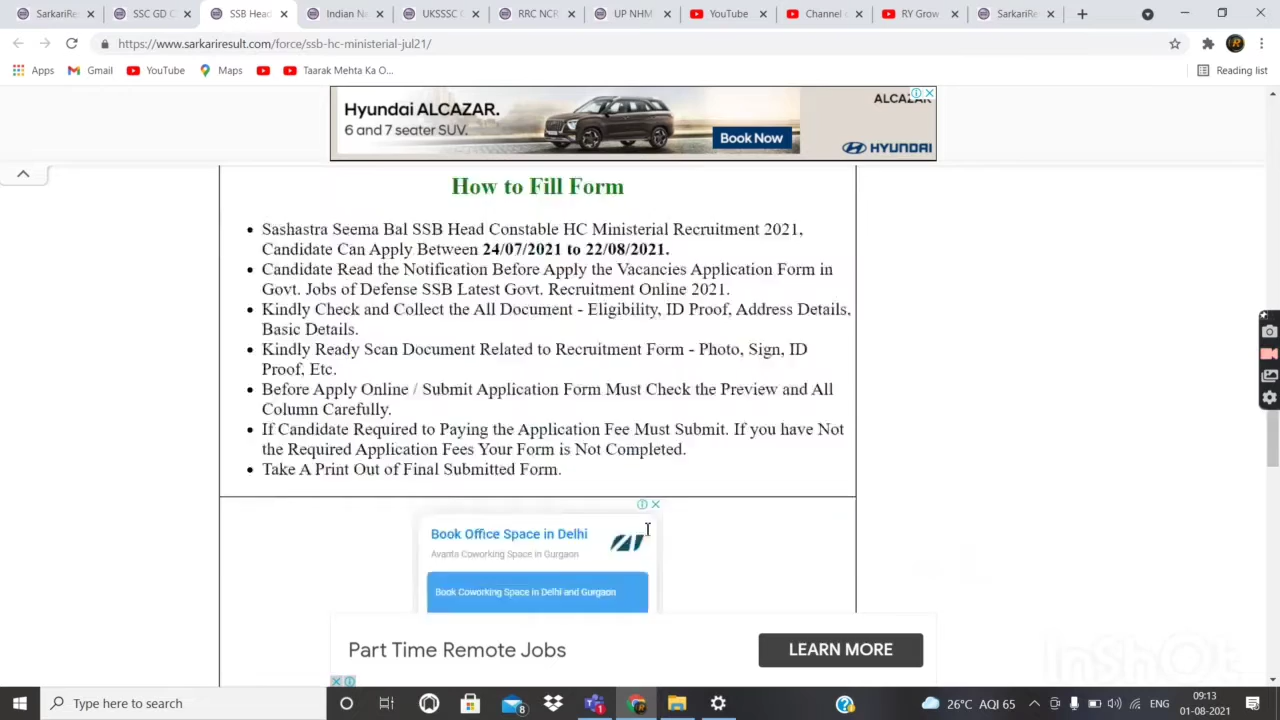 SarkariRes
SSC GD C
SSB Head
Indian Ne
UKSSSC C
RRC NCR
UP NHM
YouTube
Channel c
RY Grow
SarkariRe
https://www.sarkariresult.com/force/ssb-hc-ministerial-jul21/
Apps
Gmail
YouTube
Maps
Taarak Mehta Ka O...
Reading list
Hyundai ALCAZAR.
6 and 7 seater SUV.
Book Now
ALCAZAR
HYUNDAI
How to Fill Form
Sashastra Seema Bal SSB Head Constable HC Ministerial Recruitment 2021,
Candidate Can Apply Between 24/07/2021 to 22/08/2021.
Candidate Read the Notification Before Apply the Vacancies Application Form in
Govt. Jobs of Defense SSB Latest Govt. Recruitment Online 2021.
Kindly Check and Collect the All Document - Eligibility, ID Proof, Address Details,
Basic Details.
Kindly Ready Scan Document Related to Recruitment Form - Photo, Sign, ID
Proof, Etc.
Before Apply Online / Submit Application Form Must Check the Preview and All
Column Carefully.
If Candidate Required to Paying the Application Fee Must Submit. If you have Not
the Required Application Fees Your Form is Not Completed.
Take A Print Out of Final Submitted Form.
Book Office Space in Delhi
Avanta Coworking Space in Gurgaon
Book Coworking Space in Delhi and Gurgaon
Part Time Remote Jobs
LEARN MORE
InShOt
Type here to search
8
1
26°C AQI 65
ENG
09:13
01-08-2021